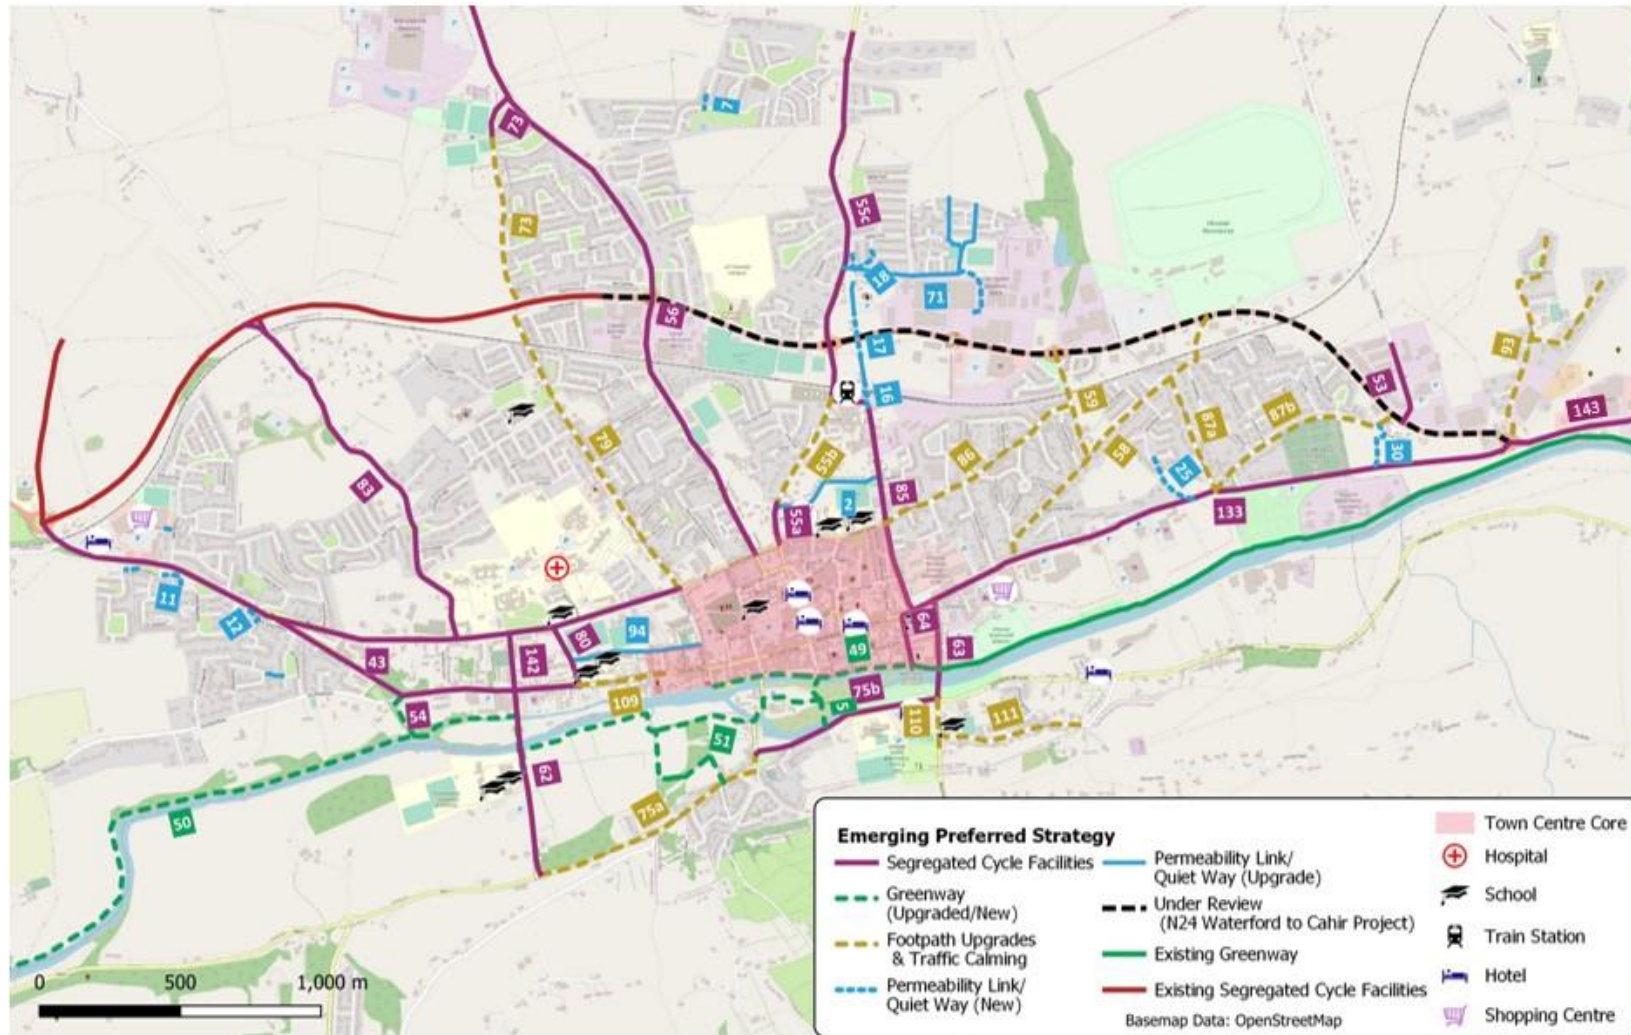 7
73
55c
73
18
71
56
17
93
16
53
59
143
87a
87b
79
58
30
55b
86
25
83
85
2
55a
133
11
12
94
64
80
49
63
142
43
75b
5
54
109
110
111
51
62
75a
50
0 500 1,000 m
Emerging Preferred Strategy
Segregated Cycle Facilities
Greenway
(Upgraded/New)
Footpath Upgrades
& Traffic Calming
Permeability Link/
Quiet Way (New)
Permeability Link/
Quiet Way (Upgrade)
Under Review
(N24 Waterford to Cahir Project)
Existing Greenway
Existing Segregated Cycle Facilities
Basemap Data: OpenStreetMap
Town Centre Core
Hospital
School
Train Station
Hotel
Shopping Centre